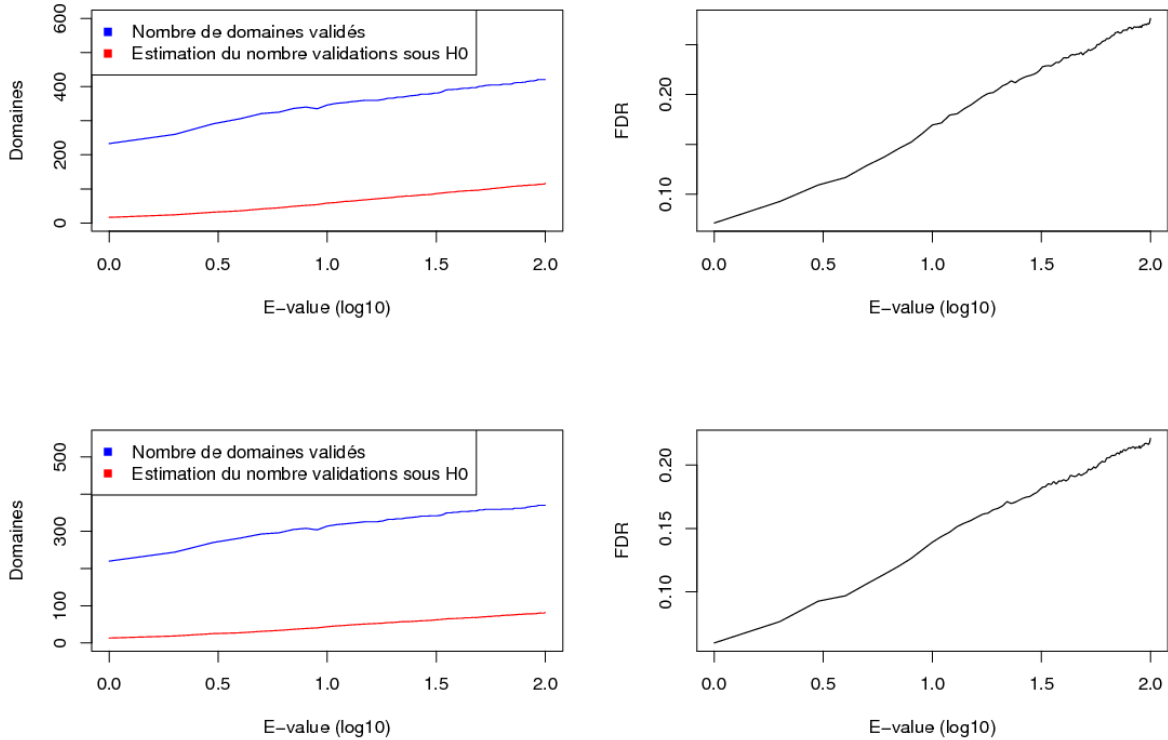 Nombre de domaines validés
Estimation du nombre validations sous H0
Domaines
0
200
400
600
0.0
0.5
1.0
1.5
2.0
E−value (log10)
FDR
0.10
0.20
0.0
0.5
1.0
1.5
2.0
E−value (log10)
Nombre de domaines validés
Estimation du nombre validations sous H0
Domaines
0
100
300
500
0.0
0.5
1.0
1.5
2.0
E−value (log10)
FDR
0.10
0.15
0.20
0.0
0.5
1.0
1.5
2.0
E−value (log10)